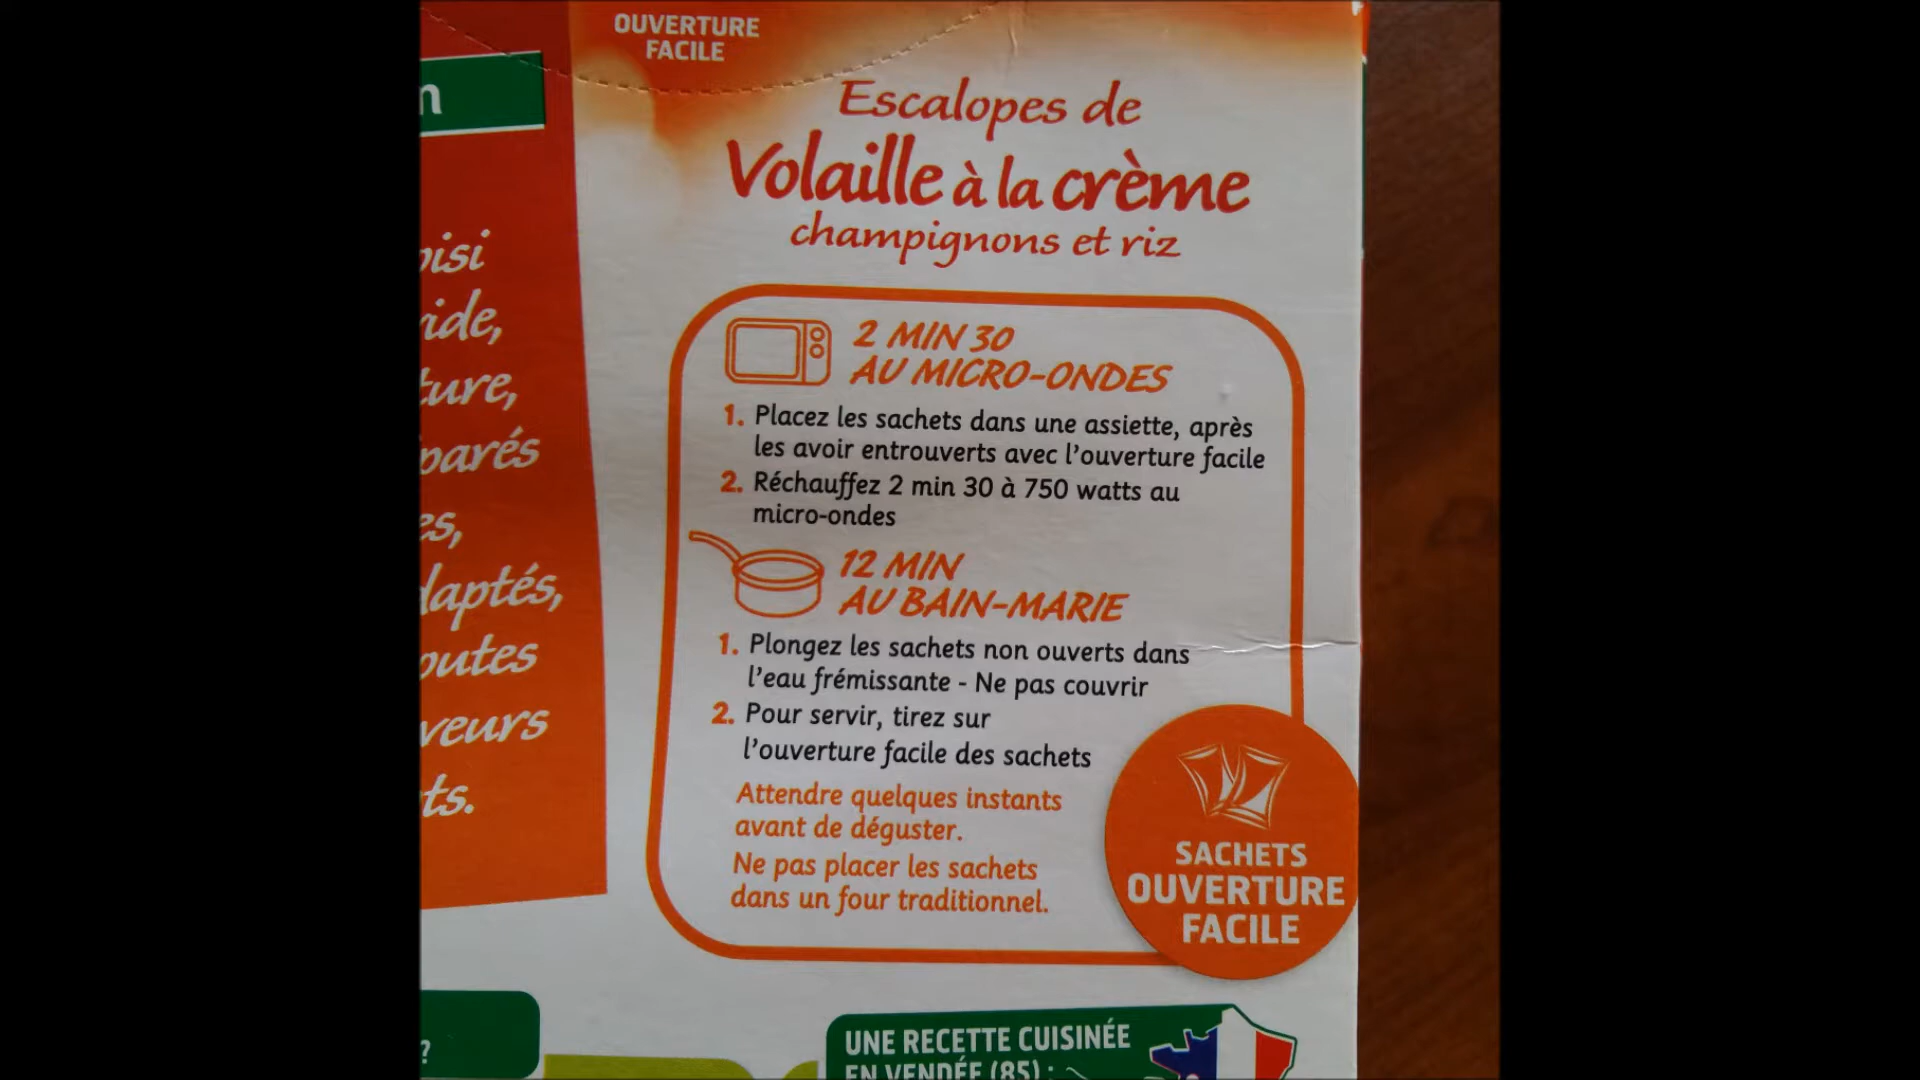 OUVERTURE
FACILE
Escalopes de
Volaille à la crème
champignons et riz
2 MIN 30
AU MICRO-ONDES
1. Placez les sachets dans une assiette, après
les avoir entrouverts avec l'ouverture facile
2. Réchauffez 2 min 30 à 750 watts au
micro-ondes
12 MIN
AU BAIN-MARIE
1. Plongez les sachets non ouverts dans
l'eau frémissante - Ne pas couvrir
2. Pour servir, tirez sur
l'ouverture facile des sachets
Attendre quelques instants
avant de déguster.
Ne pas placer les sachets
dans un four traditionnel.
SACHETS
OUVERTURE
FACILE
UNE RECETTE CUISINÉE
EN VENDÉE (85) :